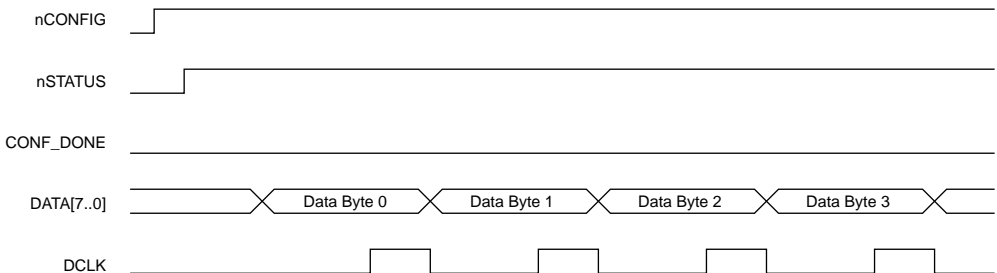 nCONFIG
nSTATUS
CONF_DONE
DATA[7..0] Data Byte 0 Data Byte 1 Data Byte 2 Data Byte 3
DCLK